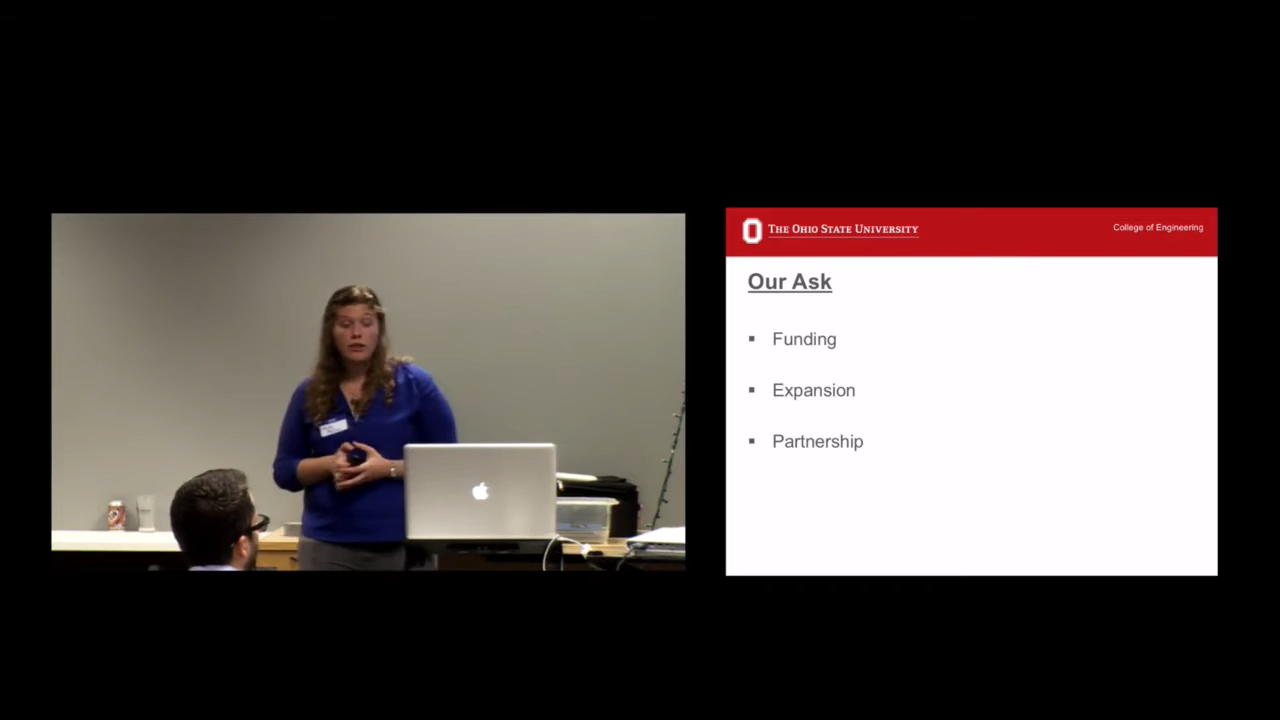 THE OHIO STATE UNIVERSITY
College of Engineering
Our Ask
▪ Funding
▪ Expansion
▪ Partnership